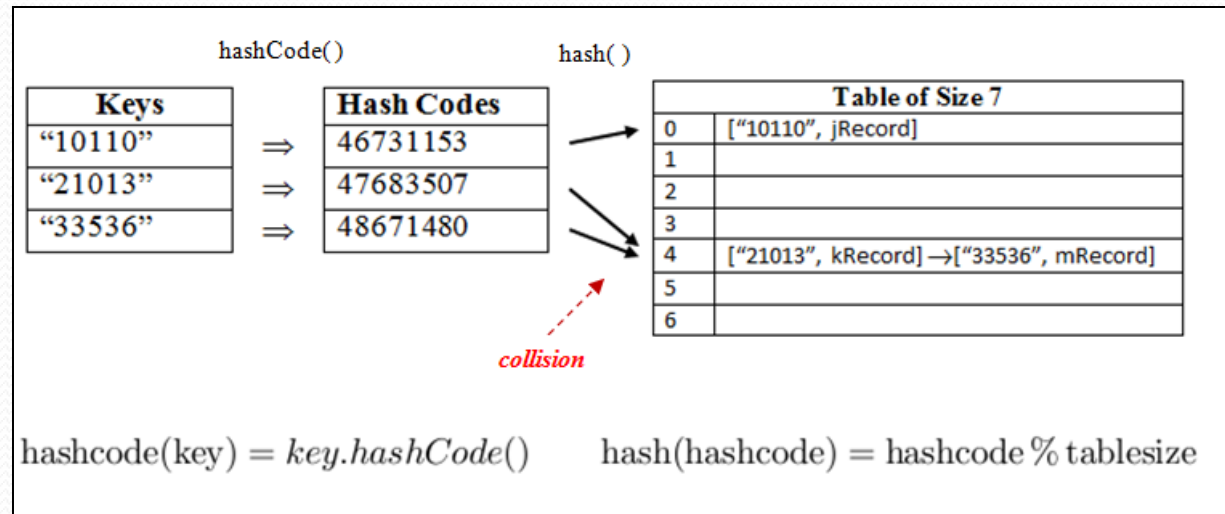 hashCode()
hash( )
Keys
“10110”
“21013”
“33536”
⇒
⇒
⇒
Hash Codes
46731153
47683507
48671480
Table of Size 7
0 [“10110”, jRecord]
1
2
3
4 [“21013”, kRecord]→[“33536”, mRecord]
5
6
collision
hashcode(key) = key.hashCode()
hash(hashcode) = hashcode % tablesize